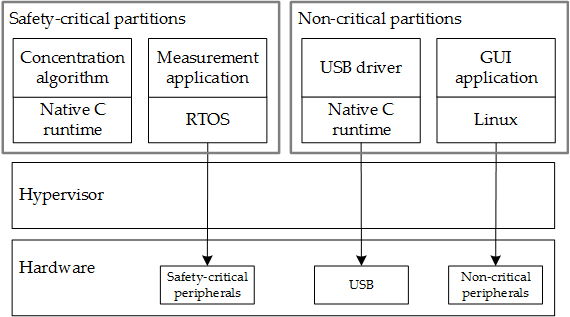 Safety-critical partitions
Concentration
algorithm
Native C
runtime
Measurement
application
RTOS
Non-critical partitions
USB driver
Native C
runtime
GUI
application
Linux
Hypervisor
Hardware
Safety-critical
peripherals
USB
Non-critical
peripherals